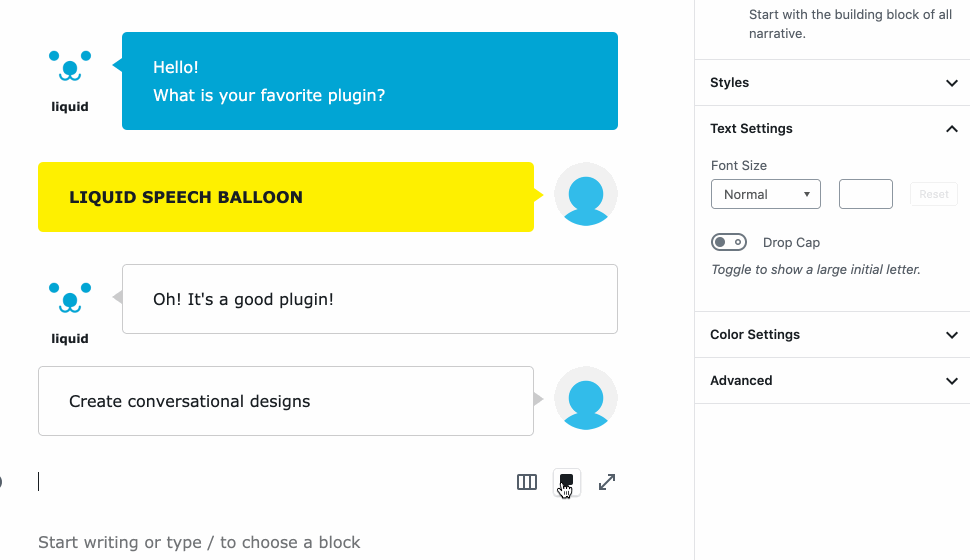 Hello!
What is your favorite plugin?
liquid
LIQUID SPEECH BALLOON
Oh! It's a good plugin!
liquid
Create conversational designs
Start writing or type / to choose a block
Start with the building block of all
narrative.
Styles
Text Settings
Font Size
Normal
Reset
Drop Cap
Toggle to show a large initial letter.
Color Settings
Advanced